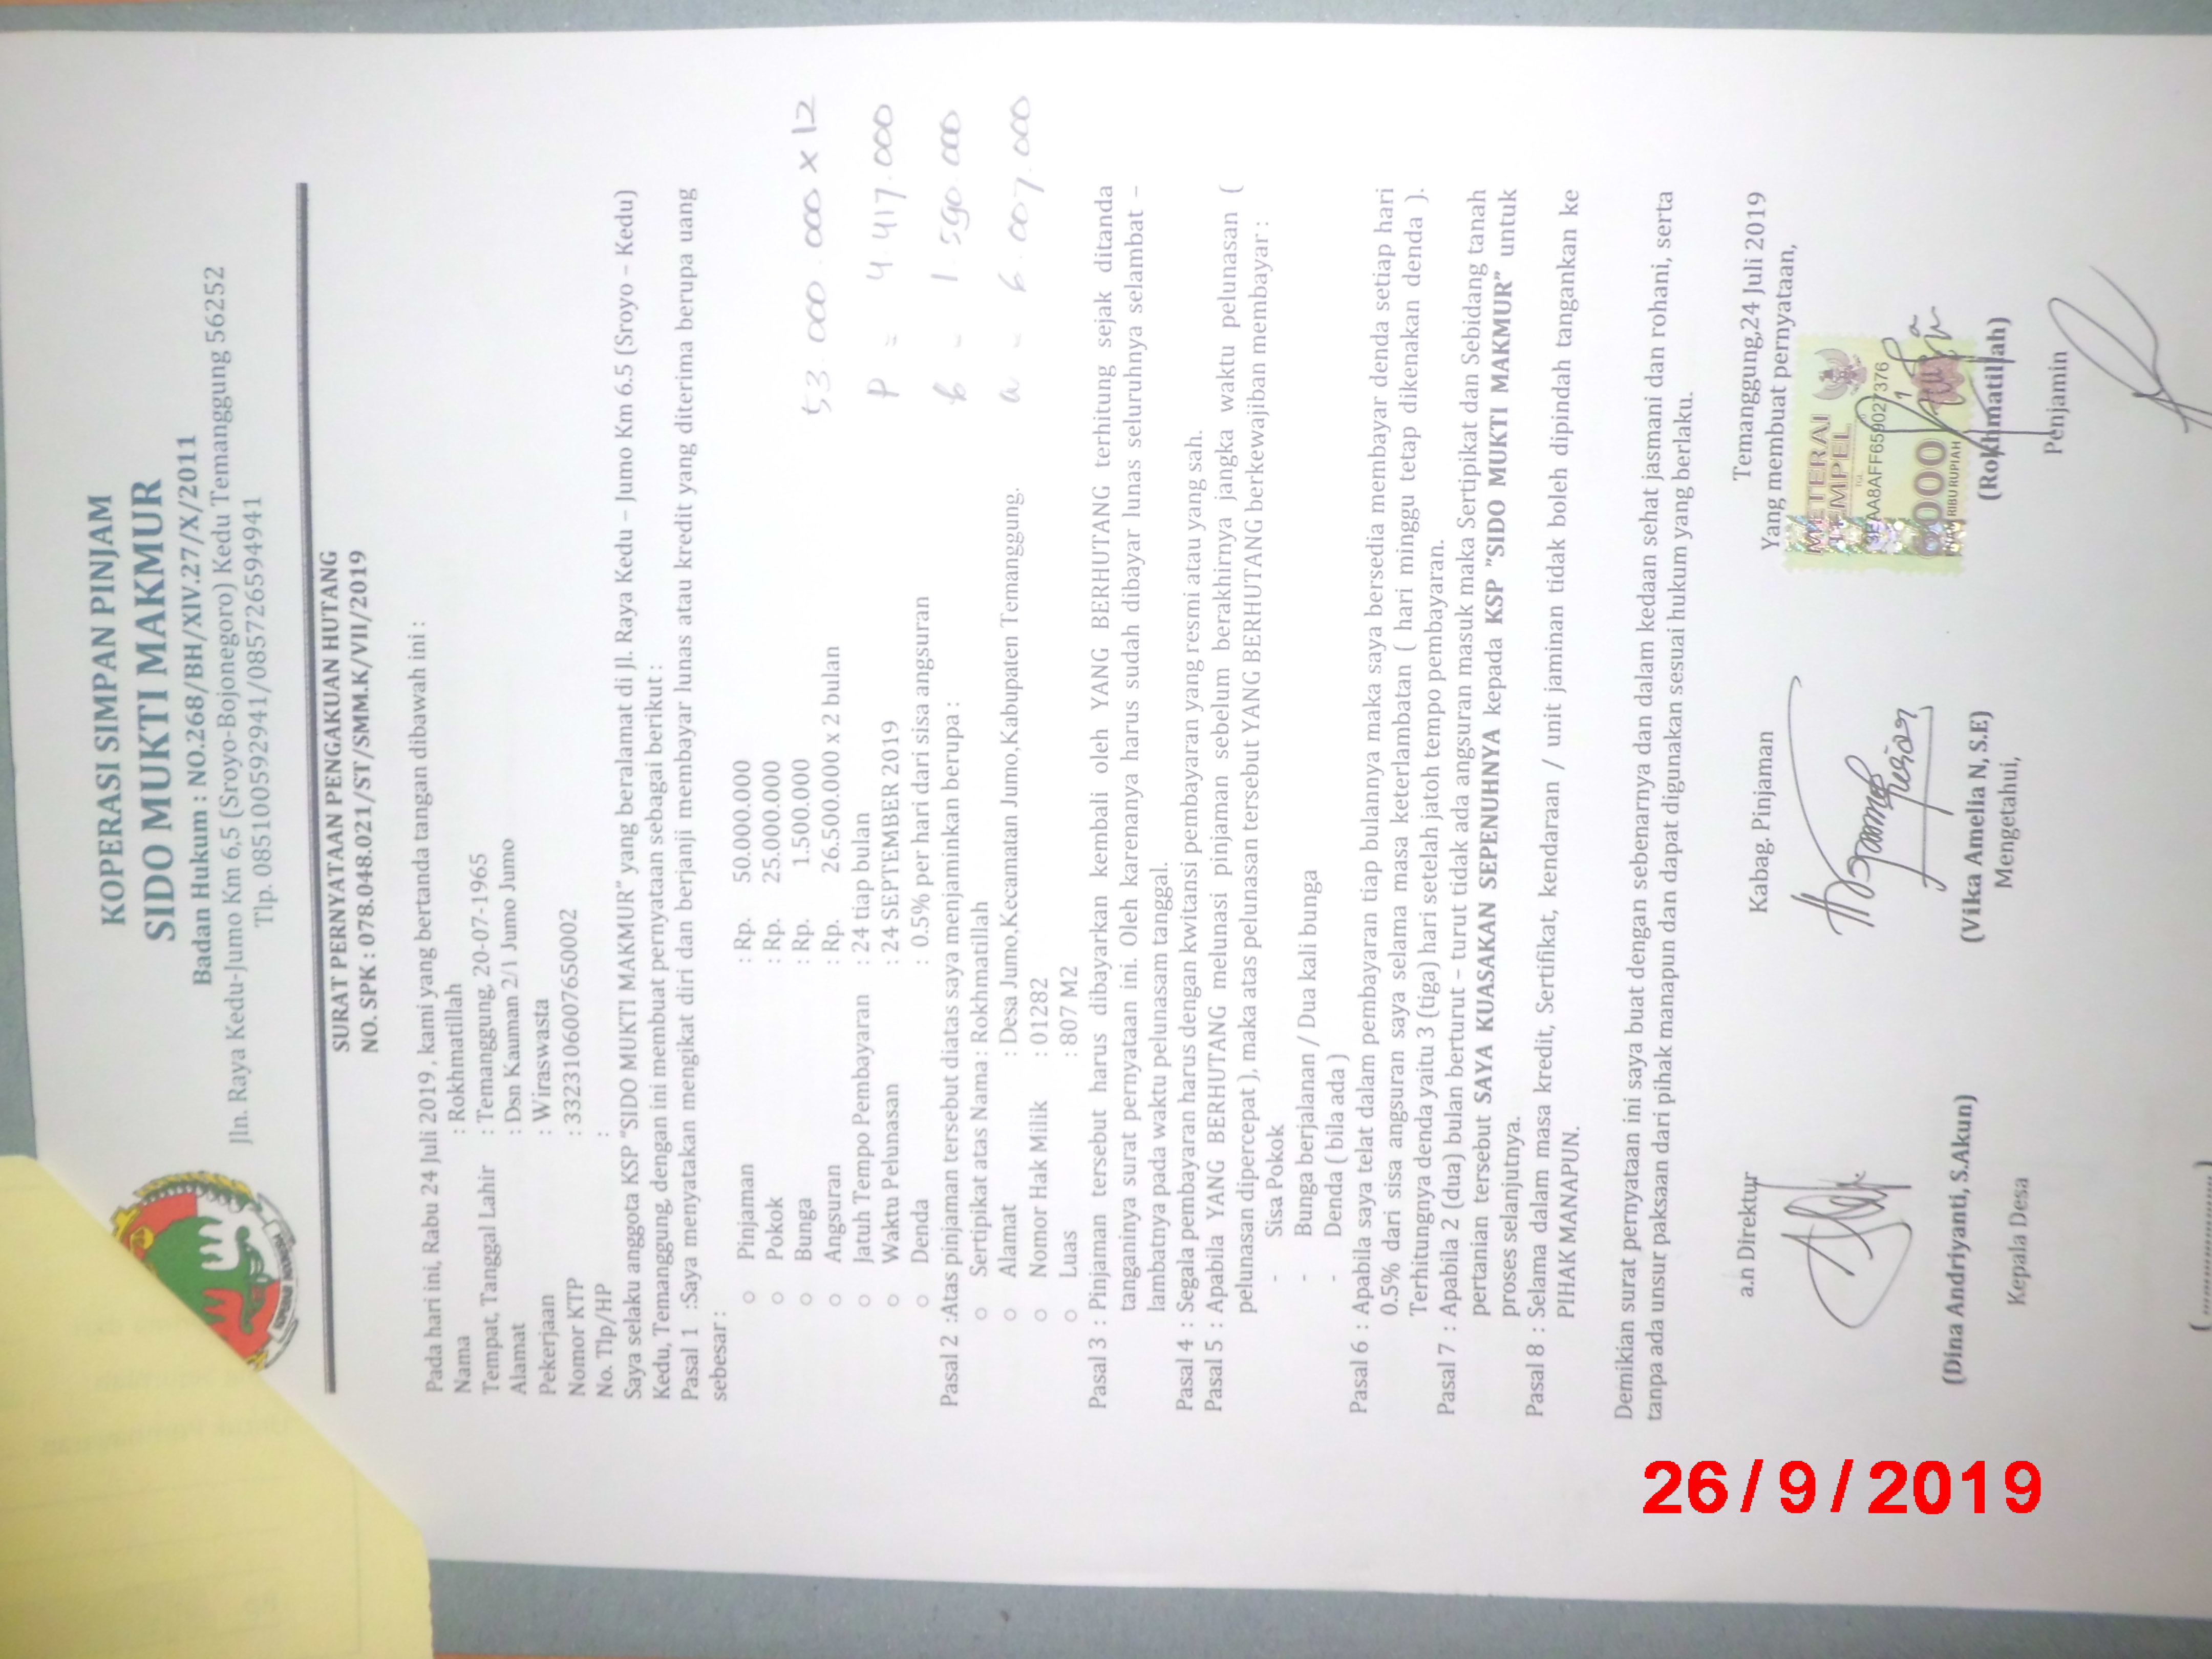 KOPERASI SIMPAN PINJAM
SIDO MUKTI MAKMUR
Badan Hukum : NO.268/BH/XIV.27/X/2011
Jln. Raya Kedu-Jumo Km 6,5 (Sroyo-Bojonegoro) Kedu Temanggung 56252
Tlp. 085100592941/085726594941
SURAT PERNYATAAN PENGAKUAN HUTANG
NO. SPK : 078.048.021/ST/SMM.K/VII/2019
Pada hari ini, Rabu 24 Juli 2019 , kami yang bertanda tangan dibawah ini :
Nama : Rokhmatillah
Tempat, Tanggal Lahir : Temanggung, 20-07-1965
Alamat : Dsn Kauman 2/1 Jumo Jumo
Pekerjaan : Wiraswasta
Nomor KTP : 3323106007650002
No. Tlp/HP :
Saya selaku anggota KSP "SIDO MUKTI MAKMUR" yang beralamat di Jl. Raya Kedu – Jumo Km 6.5 (Sroyo – Kedu)
Kedu, Temanggung, dengan ini membuat pernyataan sebagai berikut :
Pasal 1 :Saya menyatakan mengikat diri dan berjanji membayar lunas atau kredit yang diterima berupa uang
sebesar :
○ Pinjaman : Rp. 50.000.000
○ Pokok : Rp. 25.000.000
○ Bunga : Rp. 1.500.000
○ Angsuran : Rp. 26.500.000 x 2 bulan
○ Jatuh Tempo Pembayaran : 24 tiap bulan
○ Waktu Pelunasan : 24 SEPTEMBER 2019
○ Denda : 0.5% per hari dari sisa angsuran
53.000.000 x 12
P = 4.417.000
b = 1.590.000
a = 6.007.000
Pasal 2 :Atas pinjaman tersebut diatas saya menjaminkan berupa :
○ Sertipikat atas Nama : Rokhmatillah
○ Alamat : Desa Jumo,Kecamatan Jumo,Kabupaten Temanggung.
○ Nomor Hak Milik : 01282
○ Luas : 807 M2
Pasal 3 : Pinjaman tersebut harus dibayarkan kembali oleh YANG BERHUTANG terhitung sejak ditanda
tanganinya surat pernyataan ini. Oleh karenanya harus sudah dibayar lunas seluruhnya selambat –
lambatnya pada waktu pelunasam tanggal.
Pasal 4 : Segala pembayaran harus dengan kwitansi pembayaran yang resmi atau yang sah.
Pasal 5 : Apabila YANG BERHUTANG melunasi pinjaman sebelum berakhirnya jangka waktu pelunasan (
pelunasan dipercepat ), maka atas pelunasan tersebut YANG BERHUTANG berkewajiban membayar :
- Sisa Pokok
- Bunga berjalanan / Dua kali bunga
- Denda ( bila ada )
Pasal 6 : Apabila saya telat dalam pembayaran tiap bulannya maka saya bersedia membayar denda setiap hari
0.5% dari sisa angsuran saya selama masa keterlambatan ( hari minggu tetap dikenakan denda ).
Terhitungnya denda yaitu 3 (tiga) hari setelah jatoh tempo pembayaran.
Pasal 7 : Apabila 2 (dua) bulan berturut – turut tidak ada angsuran masuk maka Sertipikat dan Sebidang tanah
pertanian tersebut SAYA KUASAKAN SEPENUHNYA kepada KSP "SIDO MUKTI MAKMUR" untuk
proses selanjutnya.
Pasal 8 : Selama dalam masa kredit, Sertifikat, kendaraan / unit jaminan tidak boleh dipindah tangankan ke
PIHAK MANAPUN.
Demikian surat pernyataan ini saya buat dengan sebenarnya dan dalam kedaan sehat jasmani dan rohani, serta
tanpa ada unsur paksaan dari pihak manapun dan dapat digunakan sesuai hukum yang berlaku.
Temanggung,24 Juli 2019
a.n Direktur Kabag. Pinjaman Yang membuat pernyataan,
METERAI
TEMPEL
TGL
AA8AFF659027376
6000
ENAM RIBU RUPIAH
(Dina Andriyanti, S.Akun) (Vika Amelia N, S.E) (Rokhmatillah)
Kepala Desa Mengetahui, Penjamin
26/9/2019